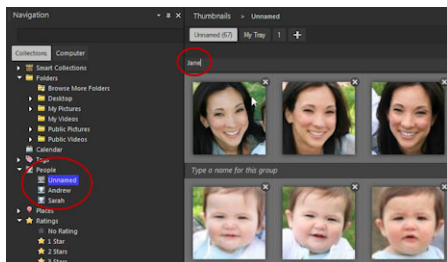 Navigation
Thumbnails > Unnamed
Unnamed (67) My Tray 1
Collections Computer
Jane
Smart Collections
Folders
Browse More Folders
Desktop
My Pictures
My Videos
Public Pictures
Public Videos
Calendar
Tags
People
Unnamed
Andrew
Sarah
Places
Ratings
No Rating
1 Star
2 Stars
3 Stars
Type a name for this group